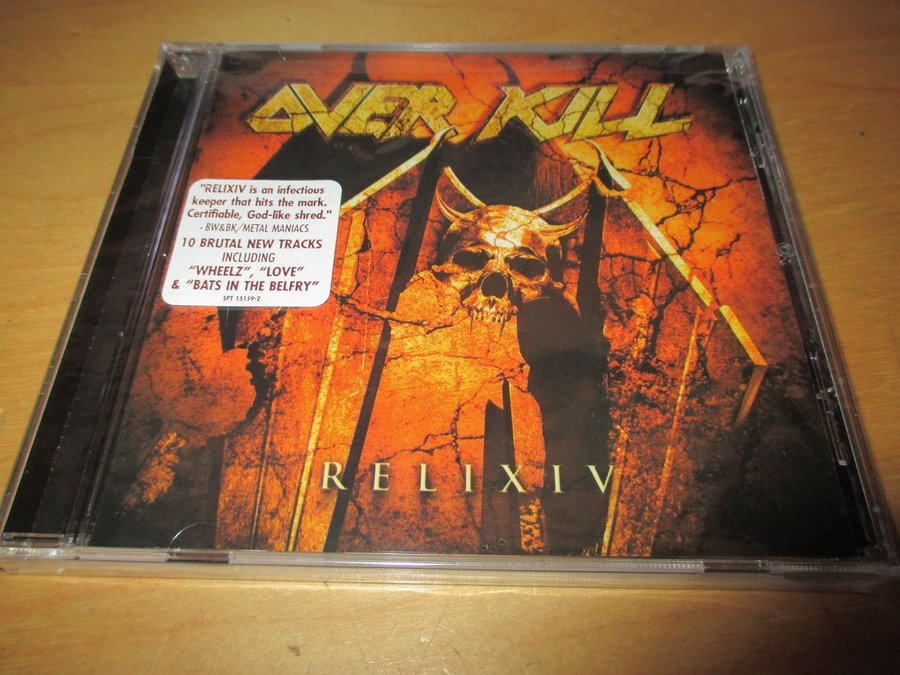 OVER KILL
"RELIXIV is an infectious
keeper that hits the mark.
Certifiable, God-like shred."
- BW&BK/METAL MANIACS
10 BRUTAL NEW TRACKS
INCLUDING
"WHEELZ", "LOVE"
& "BATS IN THE BELFRY"
SPT 15159-2
RELIXIV